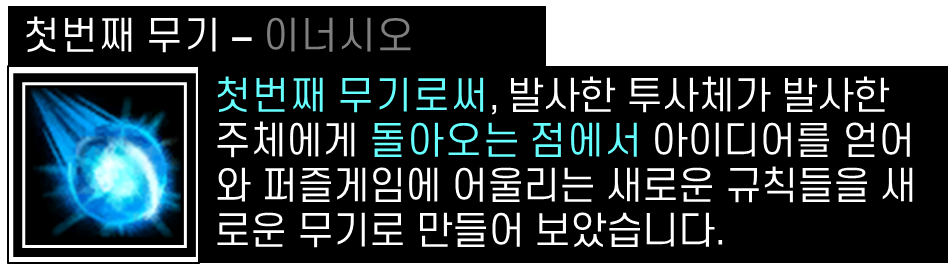 첫번째 무기 – 이너시오
첫번째 무기로써, 발사한 투사체가 발사한
주체에게 돌아오는 점에서 아이디어를 얻어
와 퍼즐게임에 어울리는 새로운 규칙들을 새
로운 무기로 만들어 보았습니다.